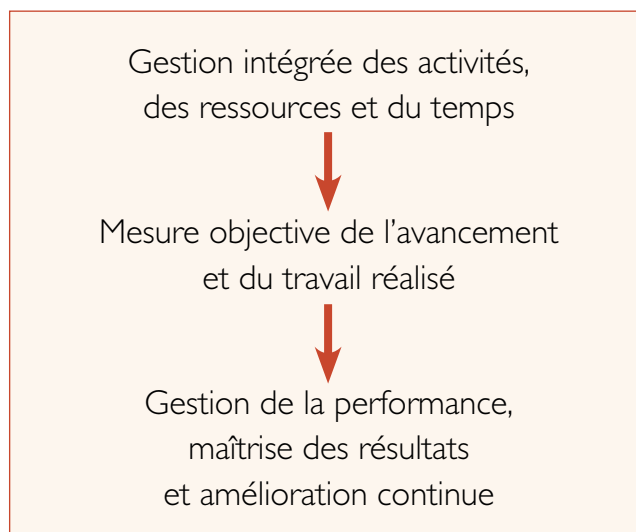 Gestion intégrée des activités,
des ressources et du temps
Mesure objective de l’avancement
et du travail réalisé
Gestion de la performance,
maîtrise des résultats
et amélioration continue